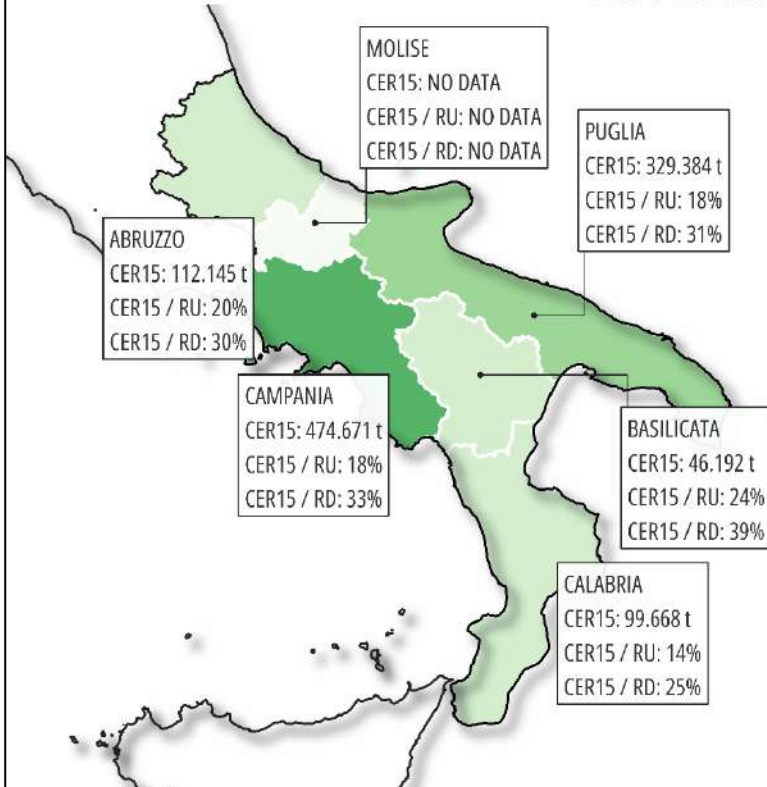 MOLISE
CER15: NO DATA
CER15 / RU: NO DATA
CER15 / RD: NO DATA
PUGLIA
CER15: 329.384 t
CER15 / RU: 18%
CER15 / RD: 31%
ABRUZZO
CER15: 112.145 t
CER15 / RU: 20%
CER15 / RD: 30%
CAMPANIA
CER15: 474.671 t
CER15 / RU: 18%
CER15 / RD: 33%
BASILICATA
CER15: 46.192 t
CER15 / RU: 24%
CER15 / RD: 39%
CALABRIA
CER15: 99.668 t
CER15 / RU: 14%
CER15 / RD: 25%